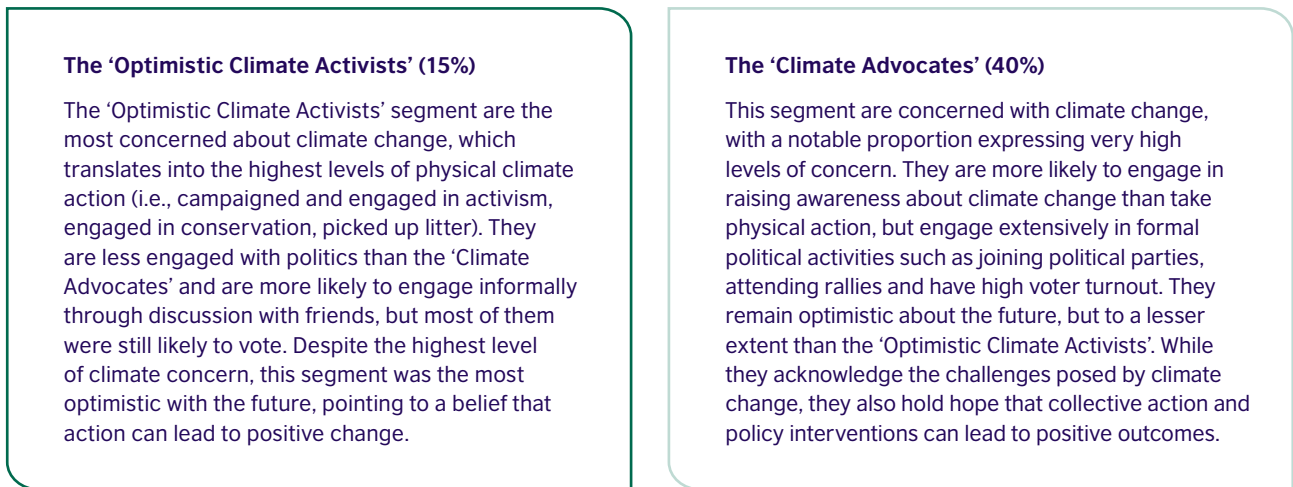 The ‘Optimistic Climate Activists’ (15%)
The ‘Optimistic Climate Activists’ segment are the
most concerned about climate change, which
translates into the highest levels of physical climate
action (i.e., campaigned and engaged in activism,
engaged in conservation, picked up litter). They
are less engaged with politics than the ‘Climate
Advocates’ and are more likely to engage informally
through discussion with friends, but most of them
were still likely to vote. Despite the highest level
of climate concern, this segment was the most
optimistic with the future, pointing to a belief that
action can lead to positive change.
The ‘Climate Advocates’ (40%)
This segment are concerned with climate change,
with a notable proportion expressing very high
levels of concern. They are more likely to engage in
raising awareness about climate change than take
physical action, but engage extensively in formal
political activities such as joining political parties,
attending rallies and have high voter turnout. They
remain optimistic about the future, but to a lesser
extent than the ‘Optimistic Climate Activists’. While
they acknowledge the challenges posed by climate
change, they also hold hope that collective action and
policy interventions can lead to positive outcomes.